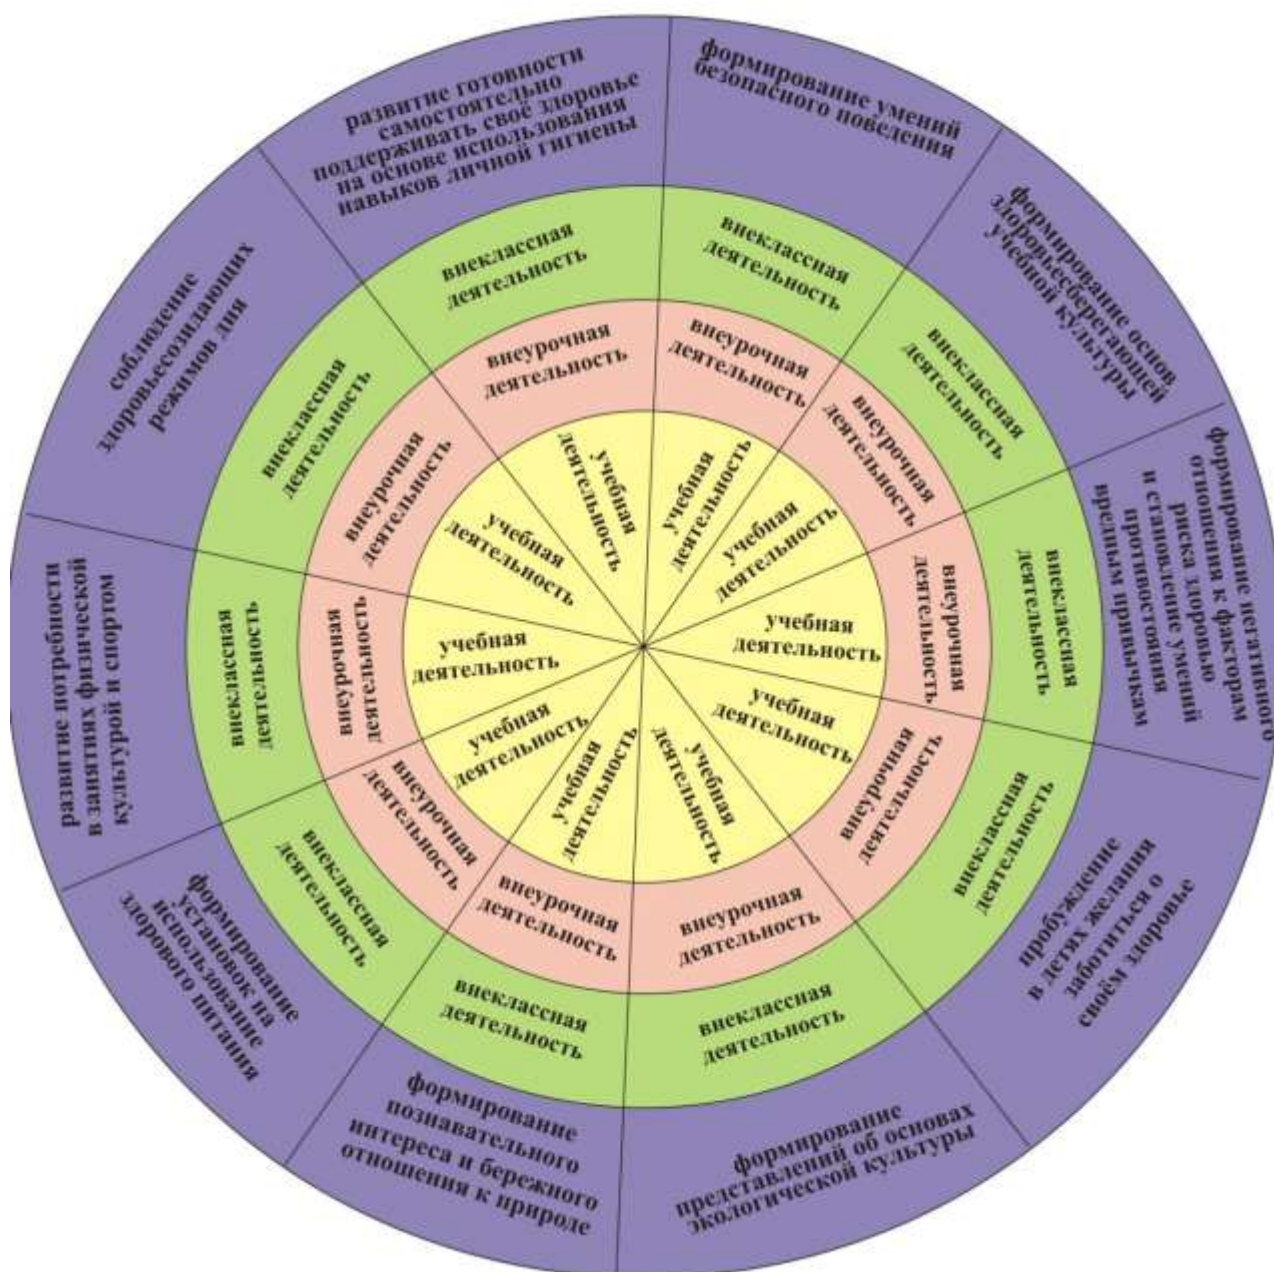 развитие готовности
самостоятельно
поддерживать своё здоровье
на основе использования
навыков личной гигиены
внеклассная
деятельность
внеурочная
деятельность
учебная
деятельность
формирование умений
безопасного поведения
внеклассная
деятельность
внеурочная
деятельность
учебная
деятельность
формирование основ
здоровьесберегающей
учебной культуры
внеклассная
деятельность
внеурочная
деятельность
учебная
деятельность
формирование негативного
отношения к факторам
риска здоровью
и становление умений
противостояния
вредным привычкам
внеклассная
деятельность
внеурочная
деятельность
учебная
деятельность
пробуждение
в детях желания
заботиться о
своём здоровье
внеклассная
деятельность
внеурочная
деятельность
учебная
деятельность
формирование
представлений об основах
экологической культуры
внеклассная
деятельность
внеурочная
деятельность
учебная
деятельность
формирование
познавательного
интереса и бережного
отношения к природе
внеклассная
деятельность
внеурочная
деятельность
учебная
деятельность
формирование
установок на
использование
здорового питания
внеклассная
деятельность
внеурочная
деятельность
учебная
деятельность
развитие потребности
в занятиях физической
культурой и спортом
внеклассная
деятельность
внеурочная
деятельность
учебная
деятельность
соблюдение
здоровьесозидающих
режимов дня
внеклассная
деятельность
внеурочная
деятельность
учебная
деятельность